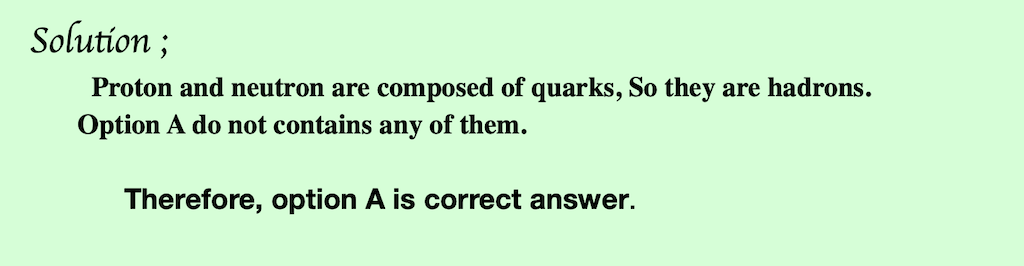 Solution ;
Proton and neutron are composed of quarks, So they are hadrons.
Option A do not contains any of them.
Therefore, option A is correct answer.